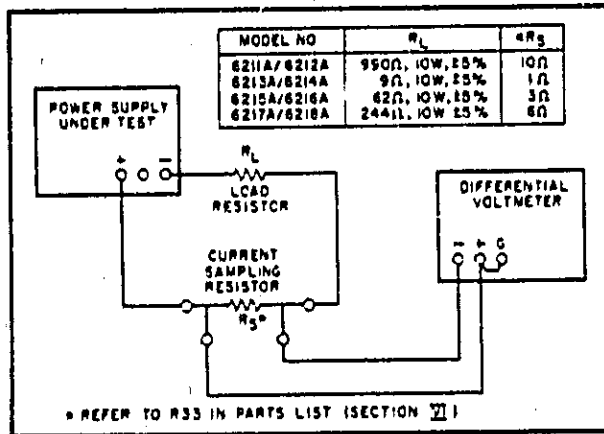 MODEL NO RL *RS
6211A/6212A 990Ω, 10W, ±5% 10Ω
6213A/6214A 9Ω, 10W, ±5% 1Ω
6215A/6216A 62Ω, 10W, ±5% 3Ω
6217A/6218A 244Ω, 10W ±5% 6Ω
POWER SUPPLY
UNDER TEST
+ −
RL
LOAD
RESISTOR
DIFFERENTIAL
VOLTMETER
− + G
CURRENT
SAMPLING
RESISTOR
RS*
* REFER TO R33 IN PARTS LIST (SECTION VI)